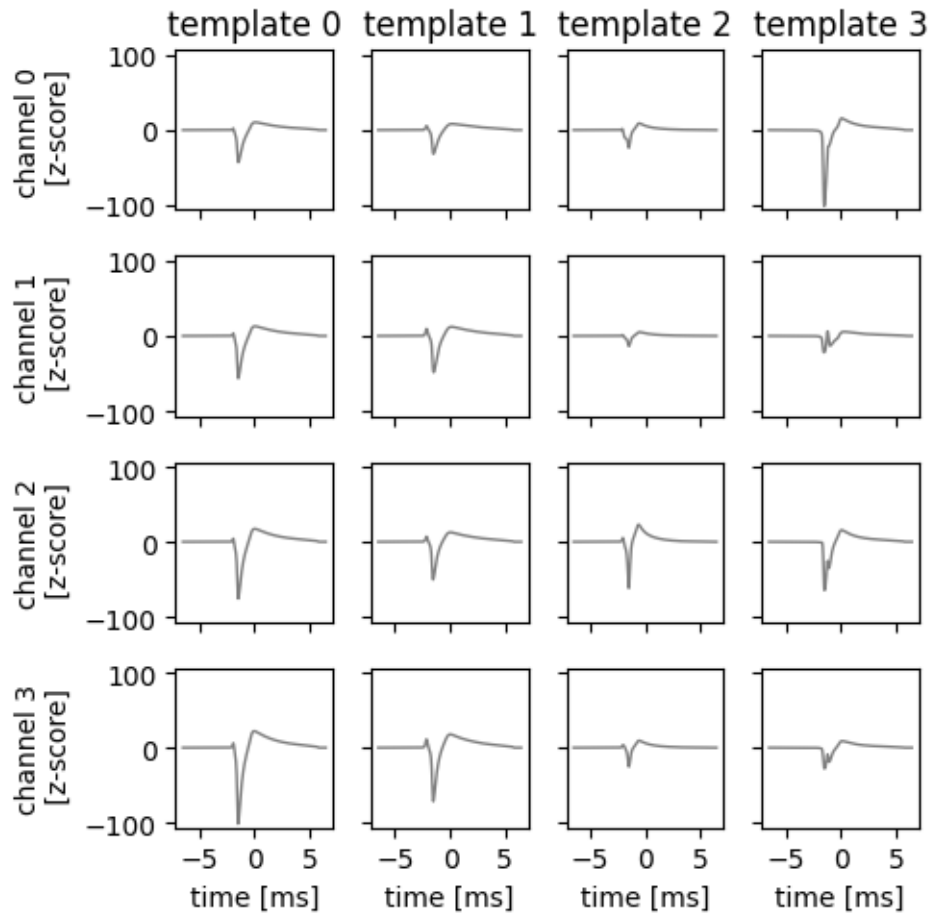 template 0 template 1 template 2 template 3
channel 0
[z-score]
100
0
−100
channel 1
[z-score]
100
0
−100
channel 2
[z-score]
100
0
−100
channel 3
[z-score]
100
0
−100
−5 0 5 −5 0 5 −5 0 5 −5 0 5
time [ms] time [ms] time [ms] time [ms]